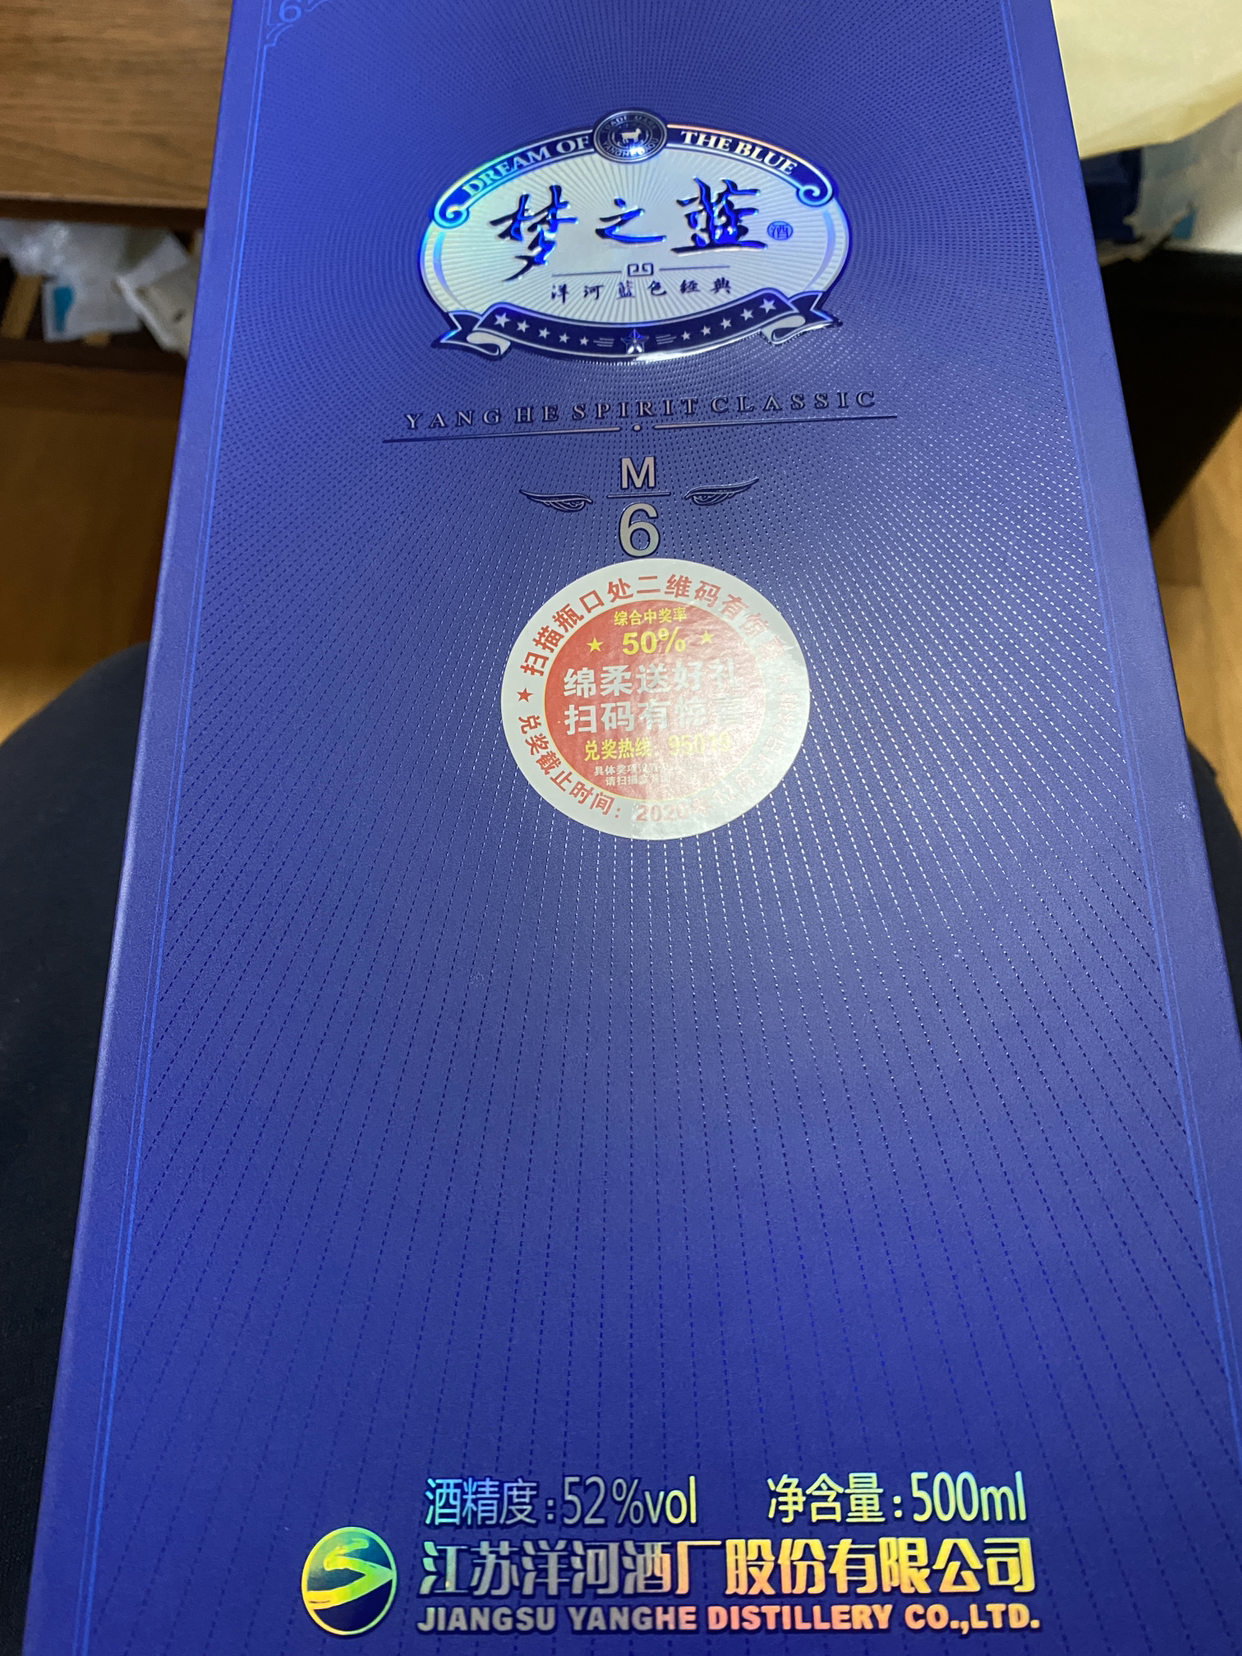 6
DREAM OF THE BLUE
梦之蓝
酒
洋河蓝色经典
YANGHE SPIRIT CLASSIC
M
6
扫描瓶口处二维码有惊
综合中奖率
50%
绵柔送好礼
扫码有惊喜
兑奖热线:
兑奖截止时间:
酒精度:52%vol 净含量:500ml
江苏洋河酒厂股份有限公司
JIANGSU YANGHE DISTILLERY CO.,LTD.